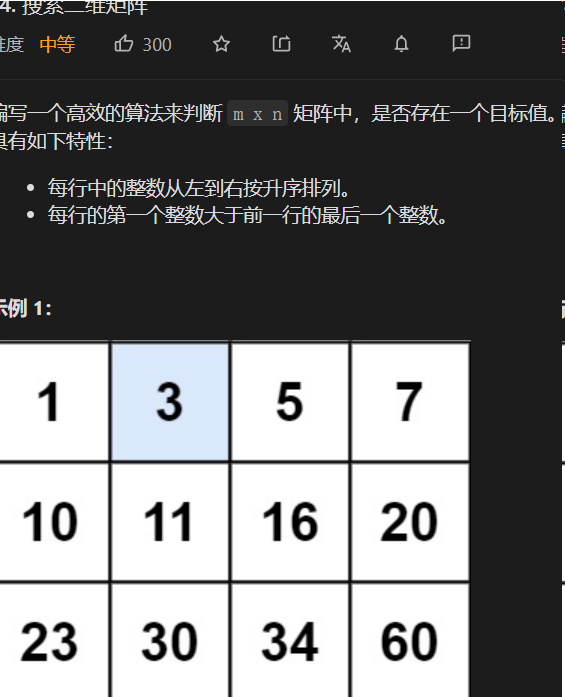 4. 搜索二维矩阵
难度 中等 300
编写一个高效的算法来判断 m x n 矩阵中，是否存在一个目标值。
具有如下特性：
每行中的整数从左到右按升序排列。
每行的第一个整数大于前一行的最后一个整数。
示例 1：
1 3 5 7
10 11 16 20
23 30 34 60